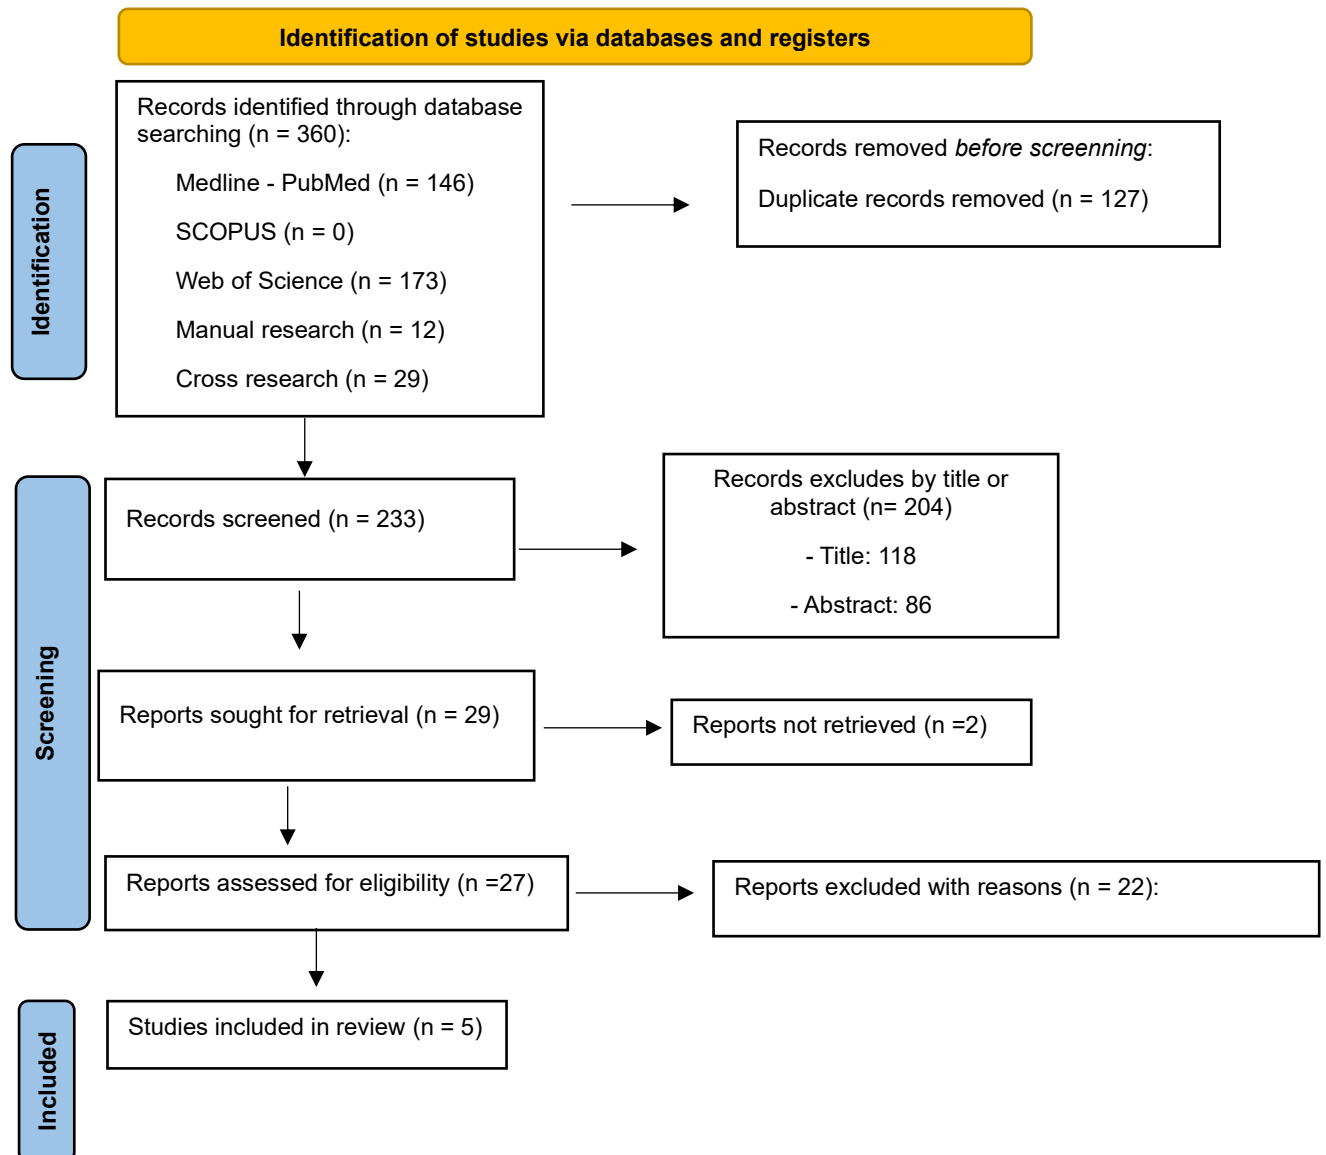 Identification of studies via databases and registers
Identification
Records identified through database
searching (n = 360):
Medline - PubMed (n = 146)
SCOPUS (n = 0)
Web of Science (n = 173)
Manual research (n = 12)
Cross research (n = 29)
Records removed before screenning:
Duplicate records removed (n = 127)
Screening
Records screened (n = 233)
Records excludes by title or
abstract (n= 204)
- Title: 118
- Abstract: 86
Reports sought for retrieval (n = 29)
Reports not retrieved (n =2)
Reports assessed for eligibility (n =27)
Reports excluded with reasons (n = 22):
Included
Studies included in review (n = 5)